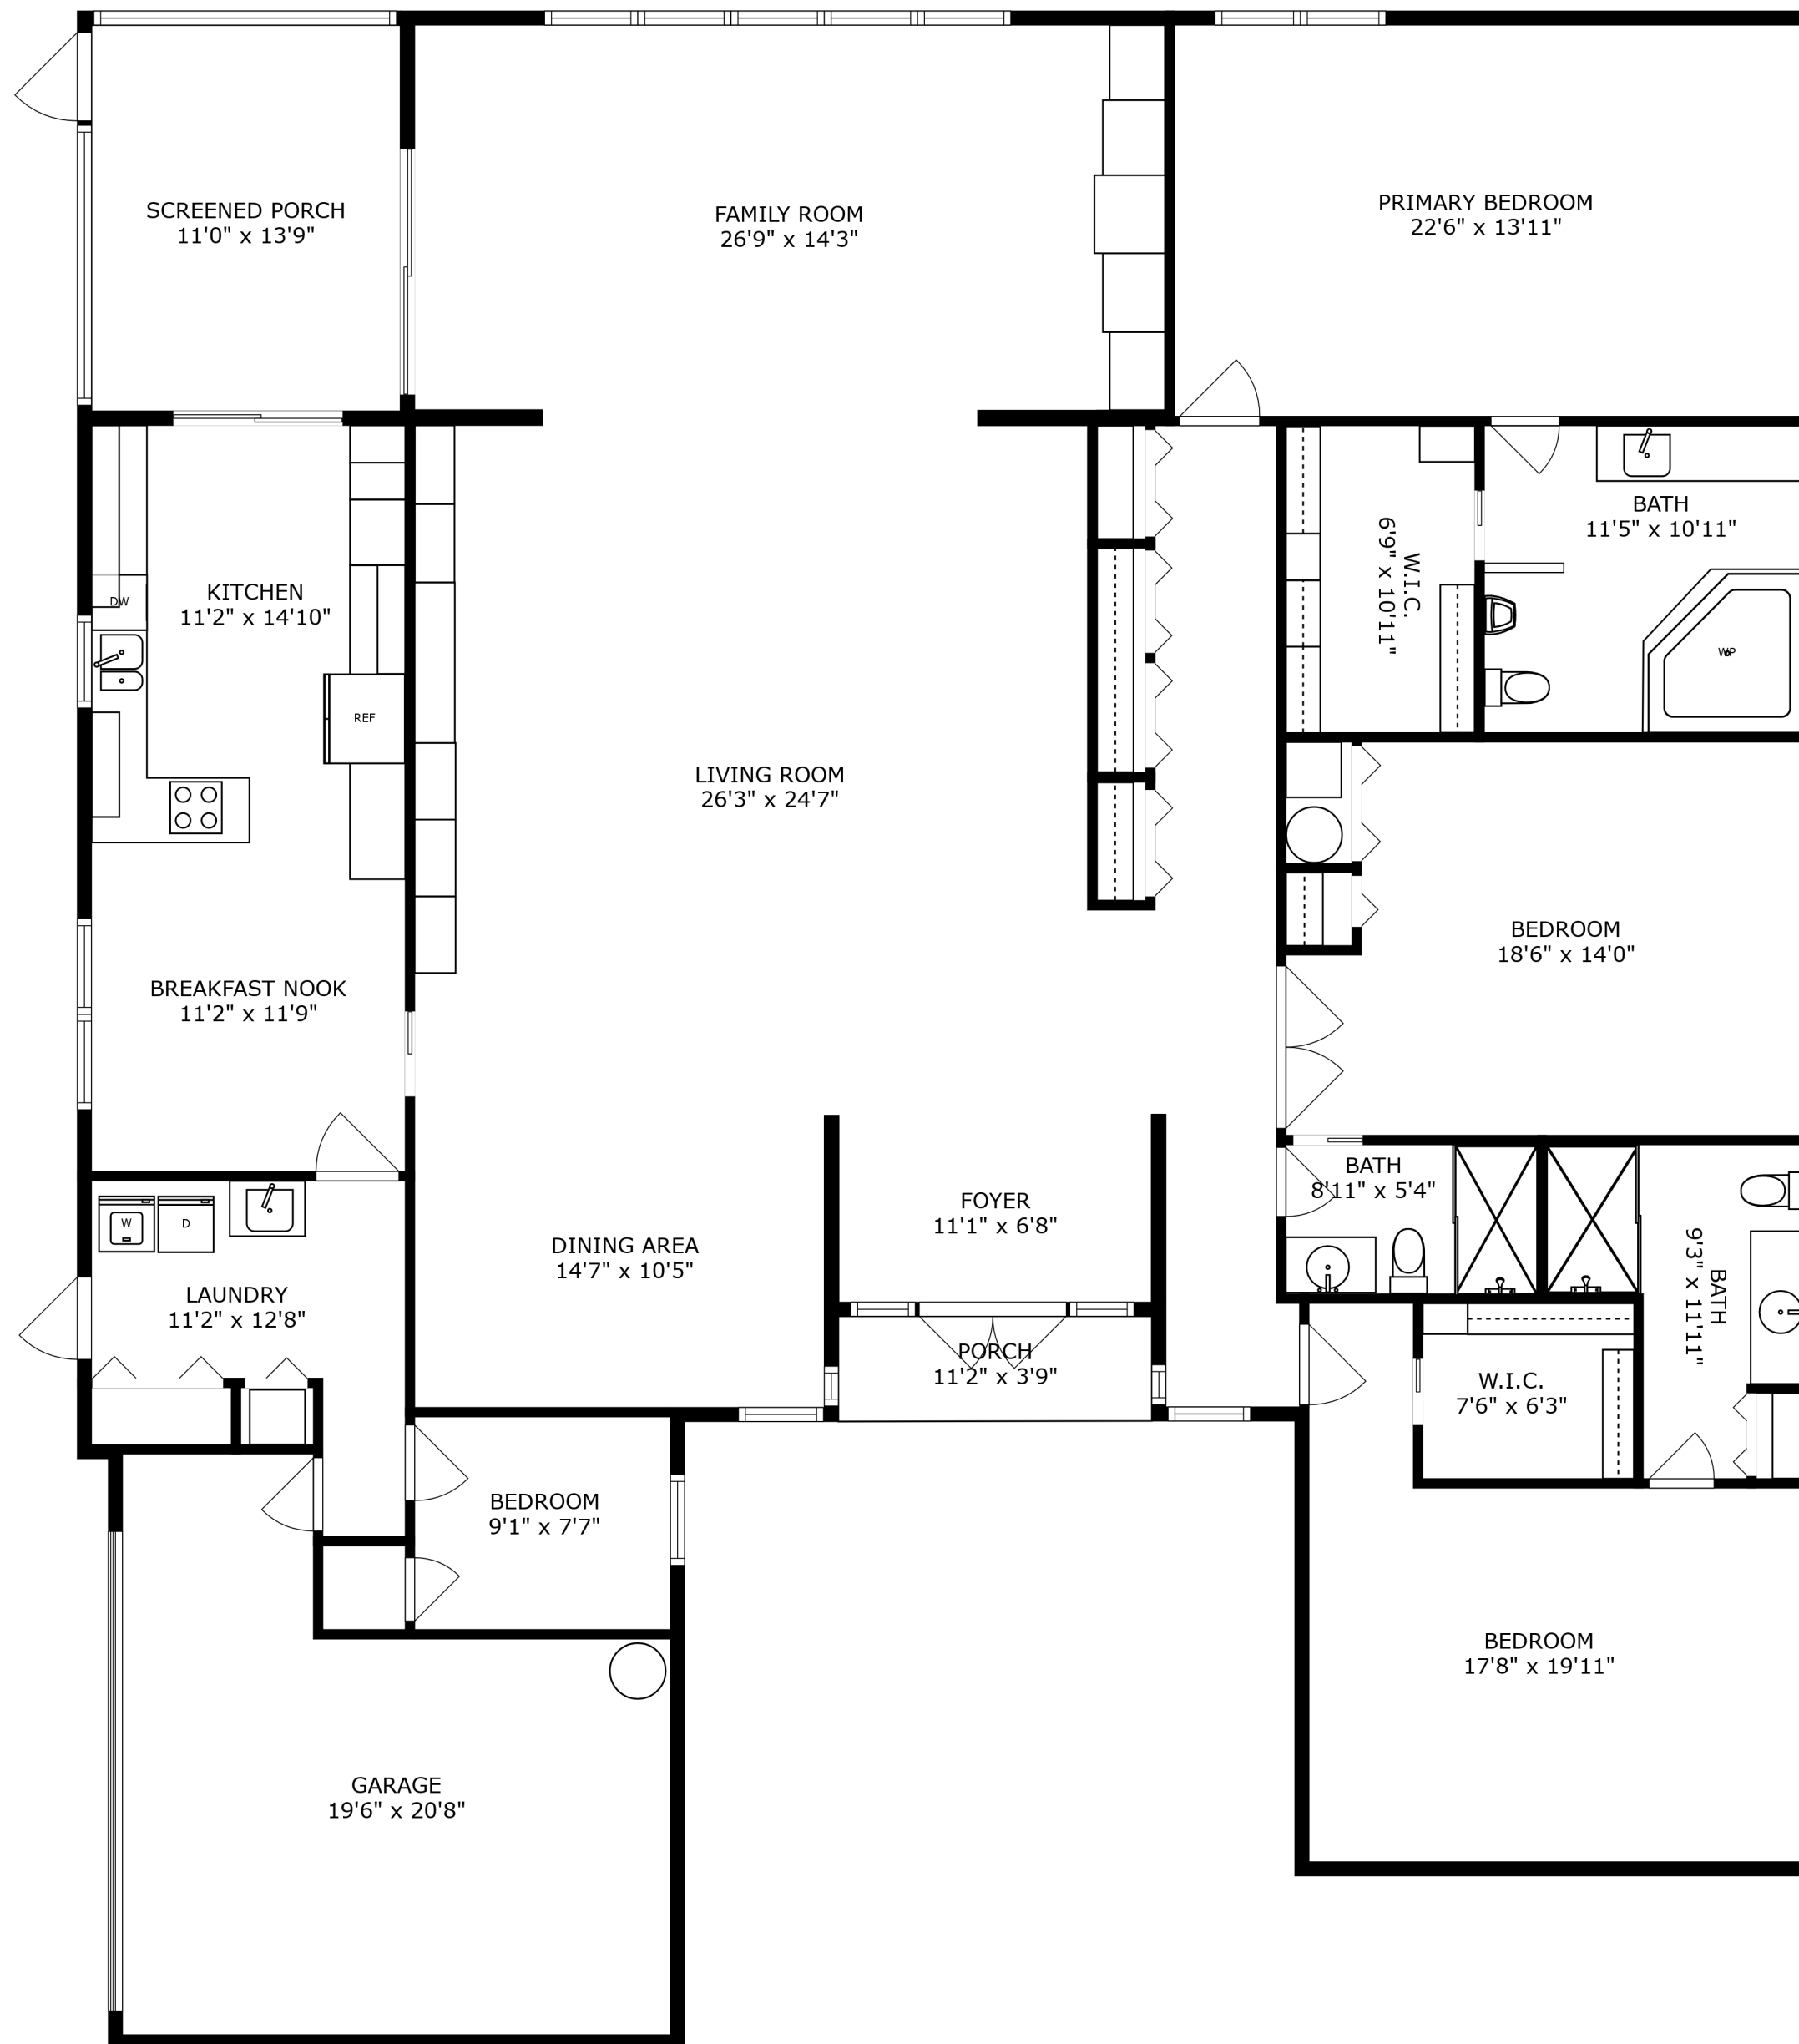 SCREENED PORCH
11'0" x 13'9"
FAMILY ROOM
26'9" x 14'3"
PRIMARY BEDROOM
22'6" x 13'11"
KITCHEN
11'2" x 14'10"
DW
REF
W.I.C.
6'9" x 10'11"
BATH
11'5" x 10'11"
WP
LIVING ROOM
26'3" x 24'7"
BEDROOM
18'6" x 14'0"
BREAKFAST NOOK
11'2" x 11'9"
BATH
8'11" x 5'4"
FOYER
11'1" x 6'8"
W
D
DINING AREA
14'7" x 10'5"
LAUNDRY
11'2" x 12'8"
BATH
9'3" x 11'11"
PORCH
11'2" x 3'9"
W.I.C.
7'6" x 6'3"
BEDROOM
9'1" x 7'7"
BEDROOM
17'8" x 19'11"
GARAGE
19'6" x 20'8"